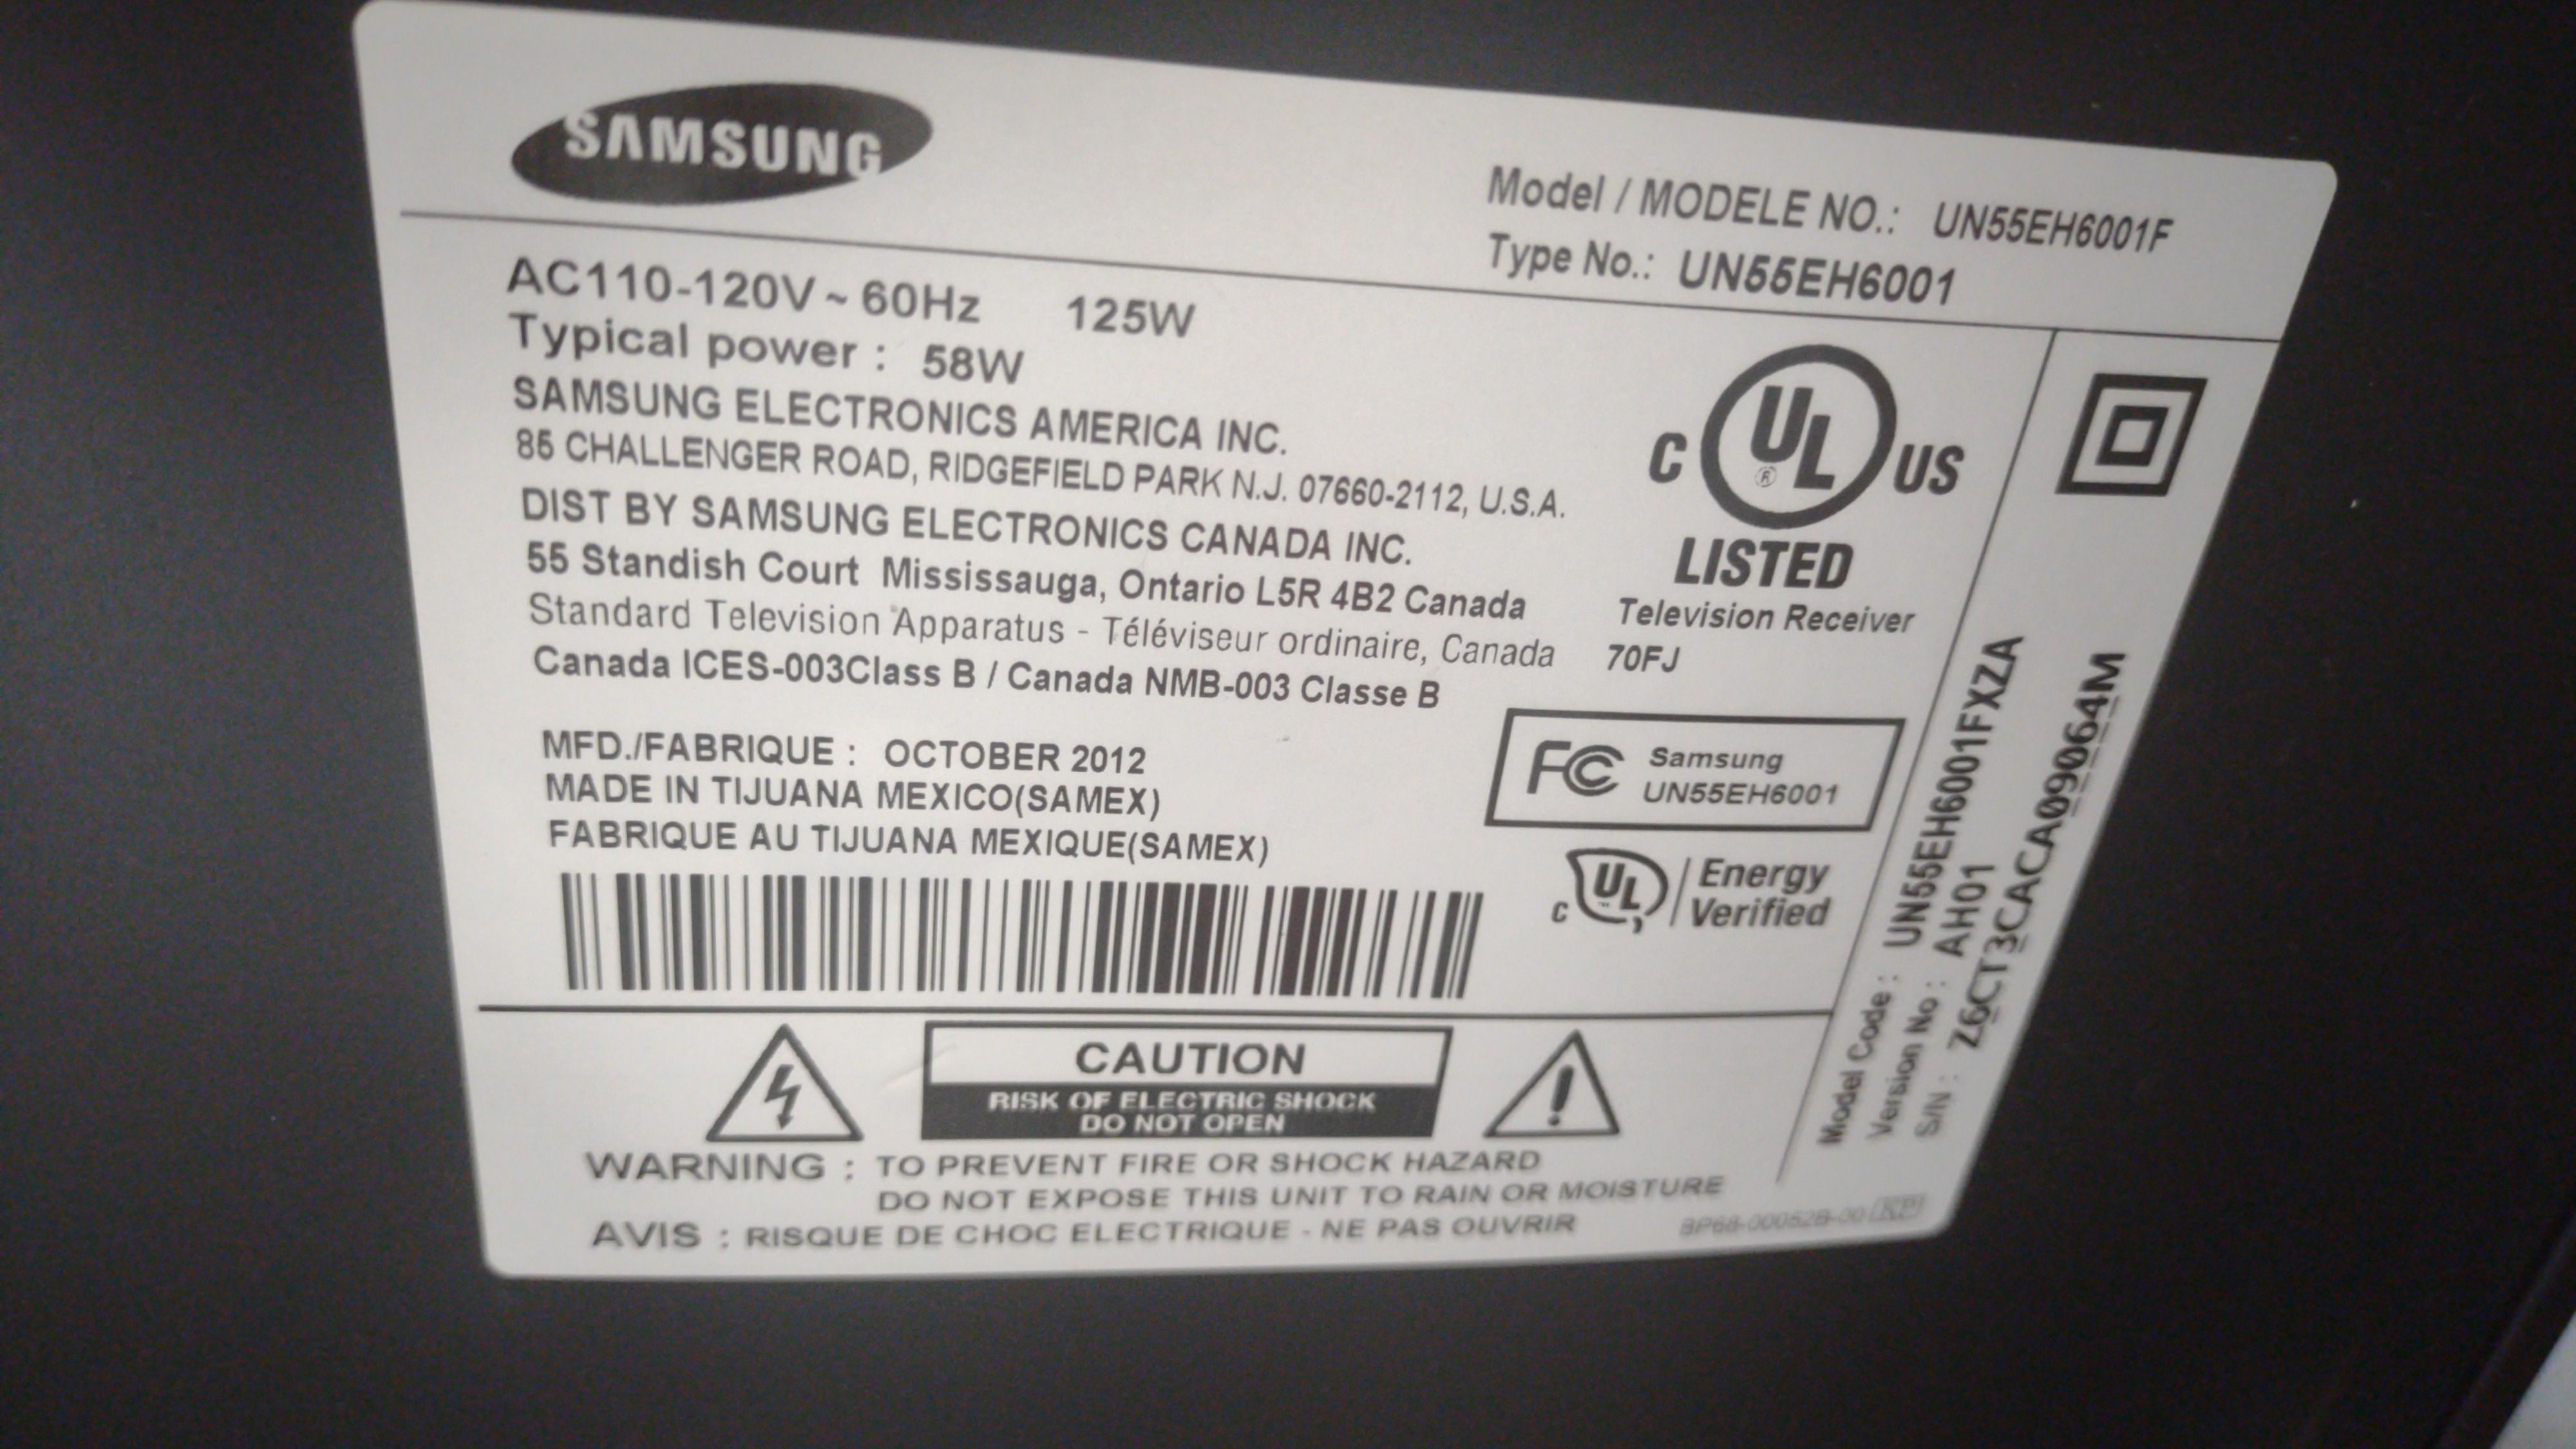 SAMSUNG
Model / MODELE NO.: UN55EH6001F
Type No.: UN55EH6001
AC110-120V ~ 60Hz 125W
Typical power : 58W
SAMSUNG ELECTRONICS AMERICA INC.
85 CHALLENGER ROAD, RIDGEFIELD PARK N.J. 07660-2112, U.S.A.
DIST BY SAMSUNG ELECTRONICS CANADA INC.
55 Standish Court Mississauga, Ontario L5R 4B2 Canada
Standard Television Apparatus - Téléviseur ordinaire, Canada
Canada ICES-003Class B / Canada NMB-003 Classe B
C UL ® US
LISTED
Television Receiver
70FJ
MFD./FABRIQUE : OCTOBER 2012
MADE IN TIJUANA MEXICO(SAMEX)
FABRIQUE AU TIJUANA MEXIQUE(SAMEX)
FC Samsung
UN55EH6001
C UL Energy
Verified
Model Code : UN55EH6001FXZA
Version No : AH01
S/N : Z6CT3CACA09064M
CAUTION
RISK OF ELECTRIC SHOCK
DO NOT OPEN
WARNING : TO PREVENT FIRE OR SHOCK HAZARD
DO NOT EXPOSE THIS UNIT TO RAIN OR MOISTURE
AVIS : RISQUE DE CHOC ELECTRIQUE - NE PAS OUVRIR
BP68-00052B-00